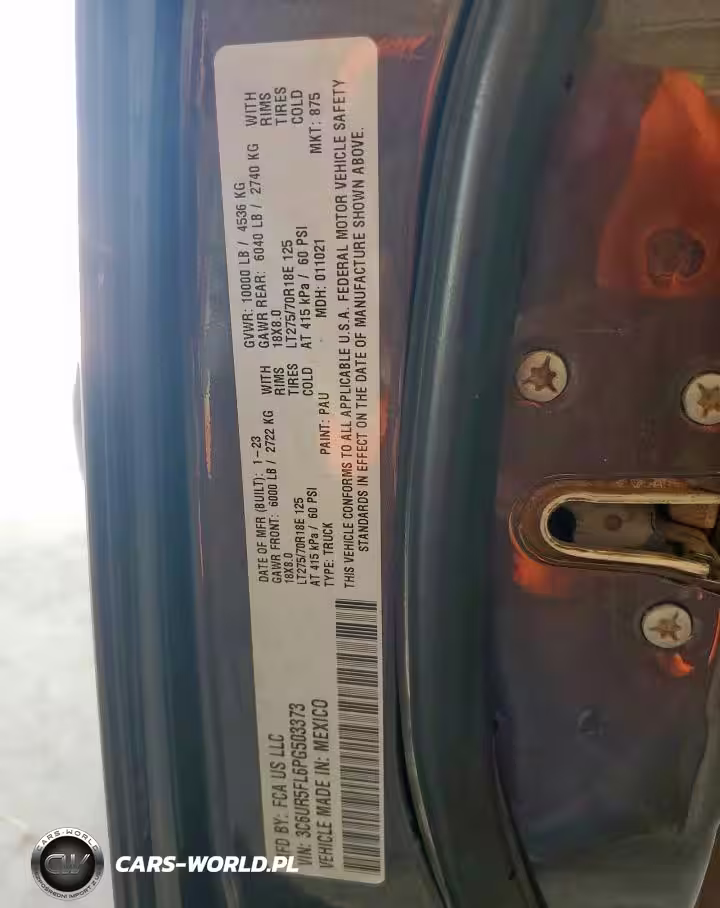 MFD BY: FCA US LLC
VIN: 3C6UR5FL6PG503373
VEHICLE MADE IN: MEXICO
DATE OF MFR (BUILT): 1-23
GAWR FRONT: 6000 LB / 2722 KG
18X8.0
LT275/70R18E 125
AT 415 kPa / 60 PSI
WITH
RIMS
TIRES
COLD
TYPE: TRUCK
PAINT: PAU
GVWR: 10000 LB / 4536 KG
GAWR REAR: 6040 LB / 2740 KG
18X8.0
LT275/70R18E 125
AT 415 kPa / 60 PSI
WITH
RIMS
TIRES
COLD
MDH: 011021
MKT: 875
THIS VEHICLE CONFORMS TO ALL APPLICABLE U.S.A. FEDERAL MOTOR VEHICLE SAFETY
STANDARDS IN EFFECT ON THE DATE OF MANUFACTURE SHOWN ABOVE.
CARS-WORLD
CW
CARS-WORLD.PL